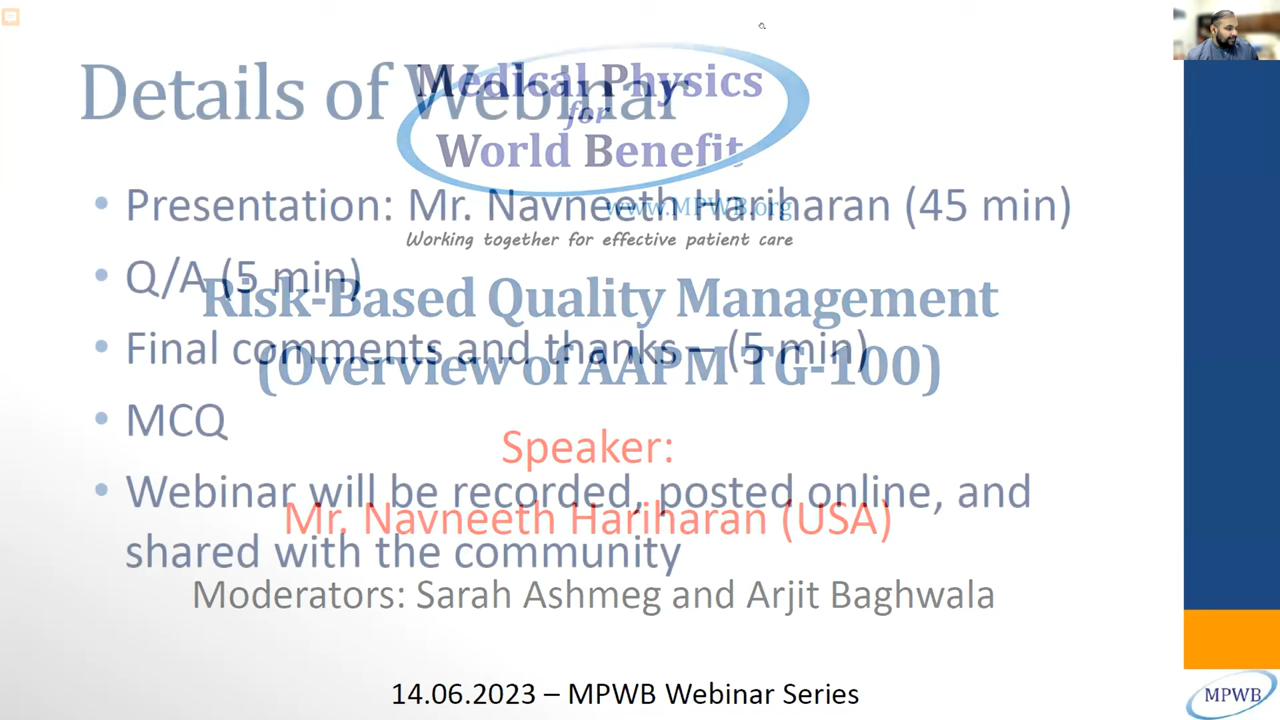 Details of Webinar
Medical Physics
for
World Benefit
• Presentation: Mr. Navneeth Hariharan (45 min)
www.MPWB.org
Working together for effective patient care
• Q/A (5 min)
Risk-Based Quality Management
• Final comments and thanks – (5 min)
(Overview of AAPM TG-100)
• MCQ
Speaker:
• Webinar will be recorded, posted online, and
Mr. Navneeth Hariharan (USA)
shared with the community
Moderators: Sarah Ashmeg and Arjit Baghwala
14.06.2023 – MPWB Webinar Series
MPWB